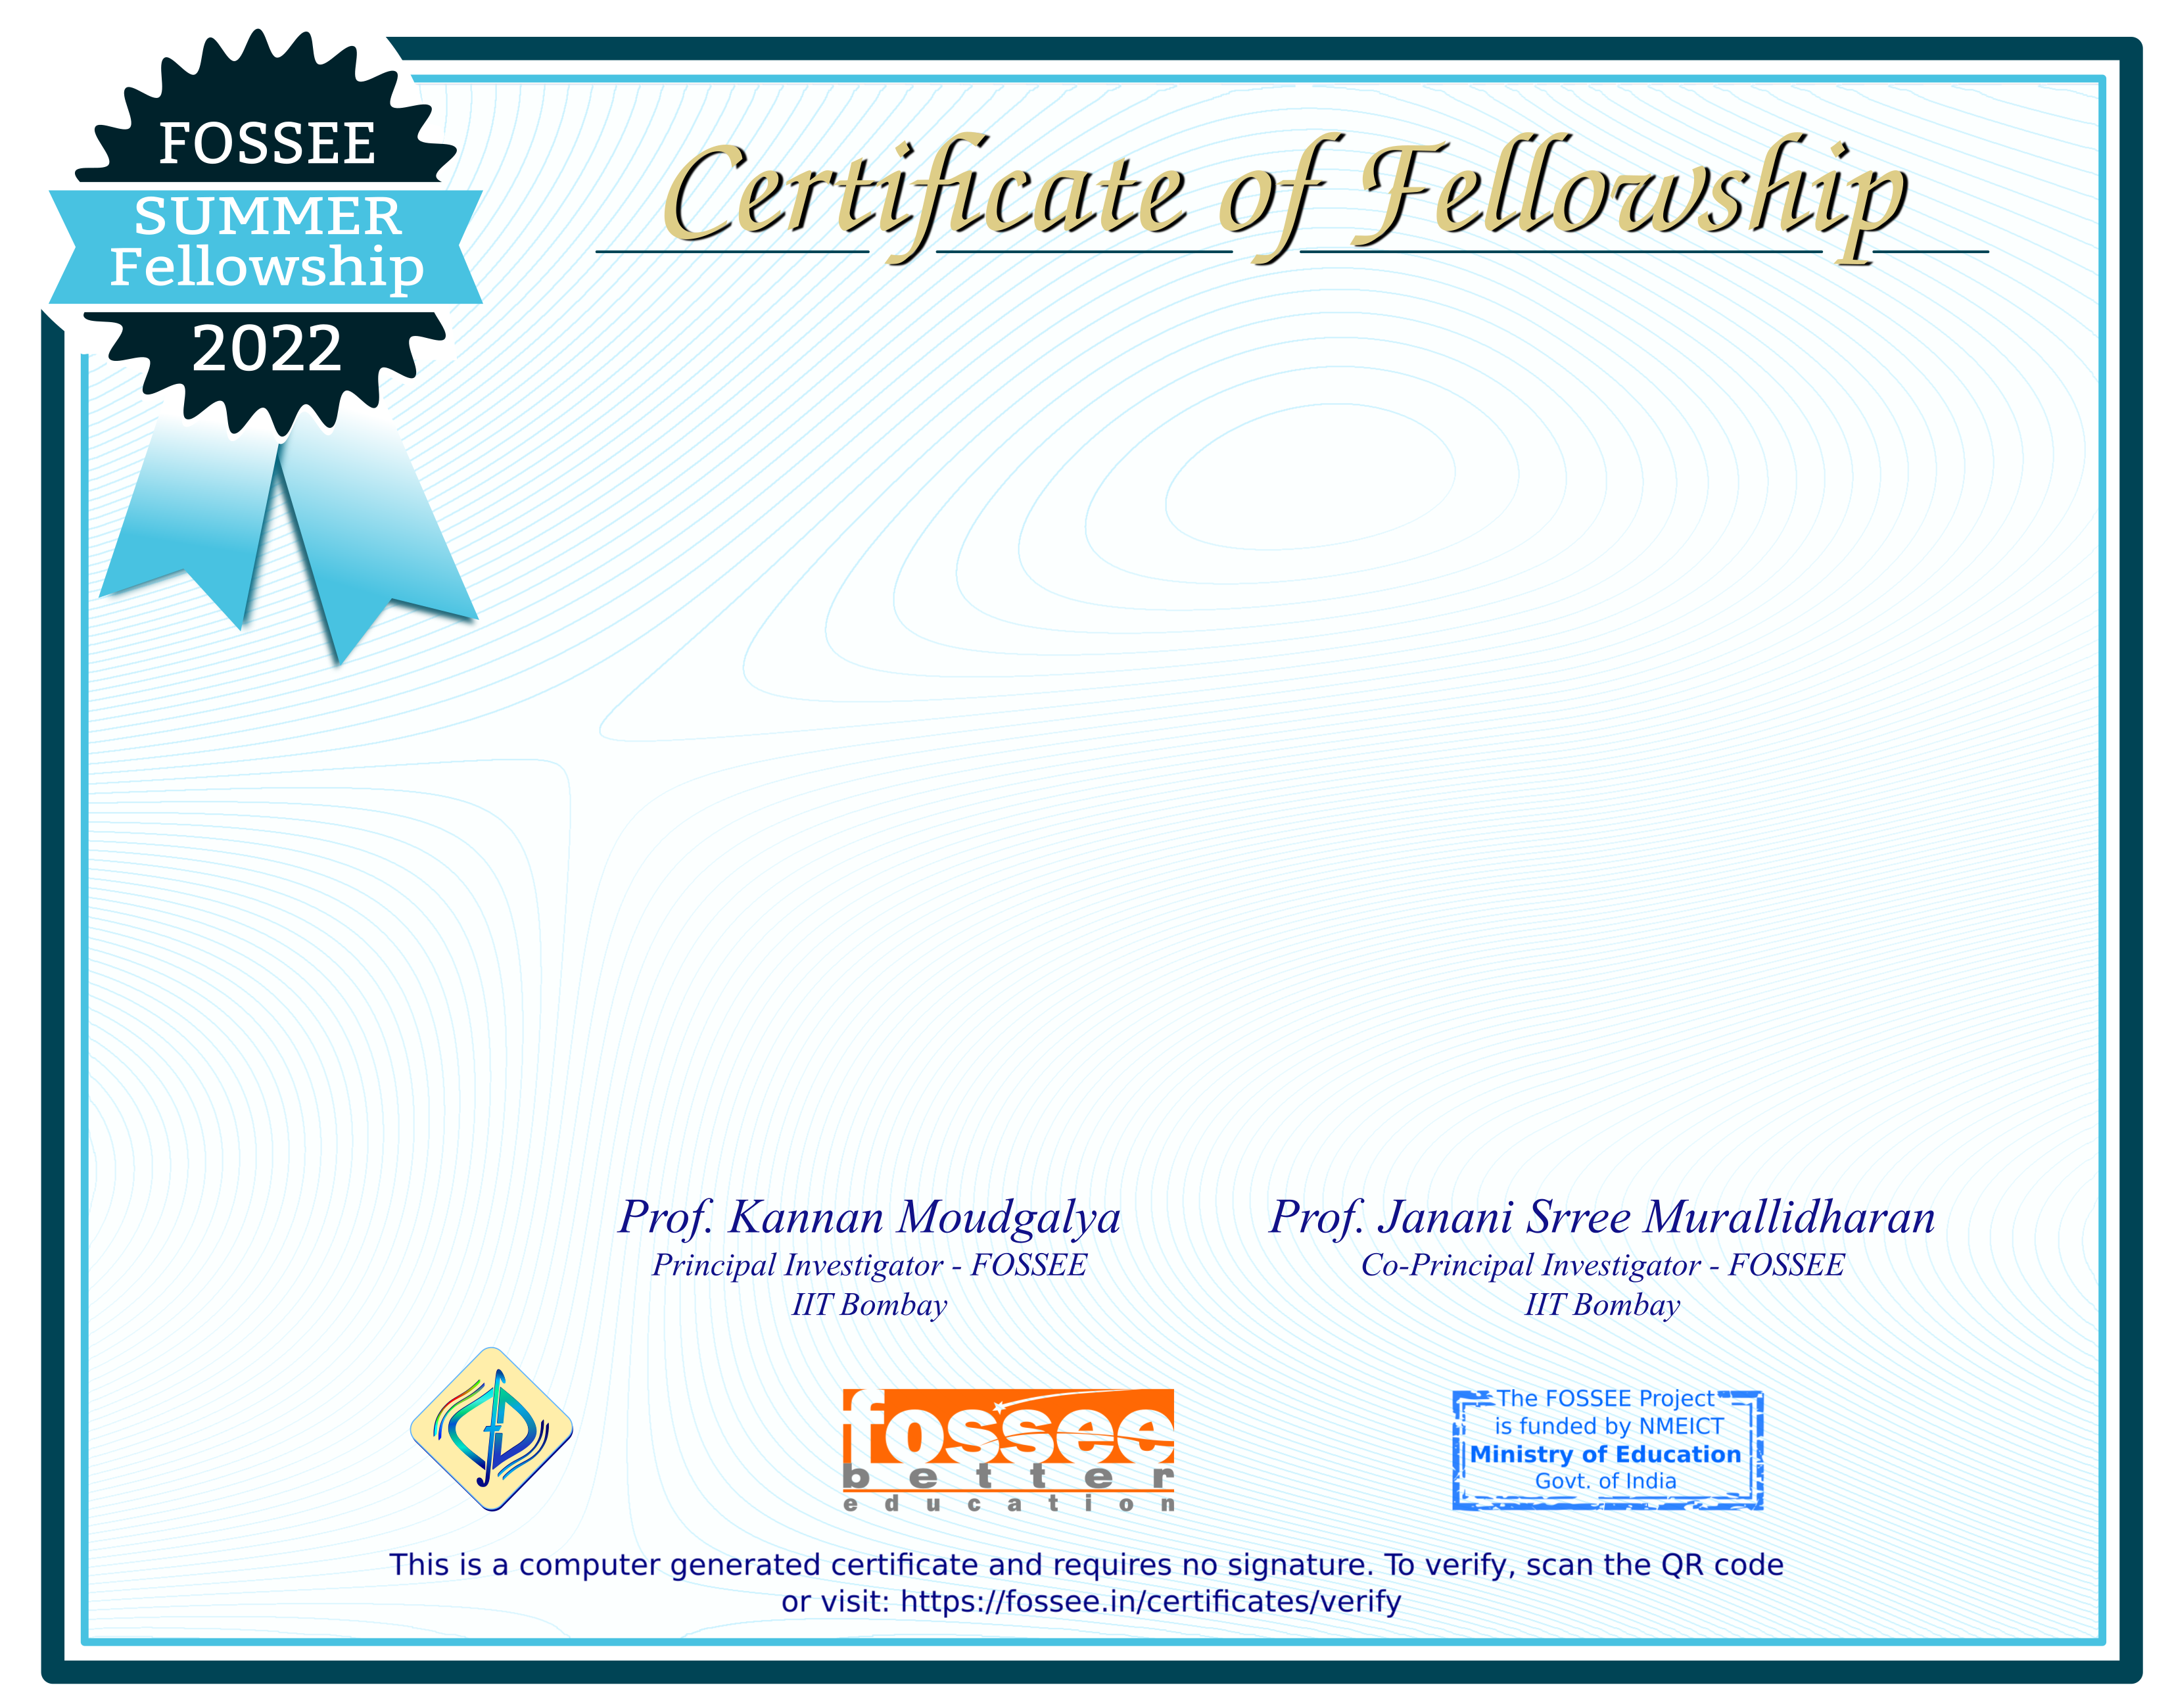 FOSSEE
SUMMER
Fellowship
2022
Certificate of Fellowship
Prof. Kannan Moudgalya
Principal Investigator - FOSSEE
IIT Bombay
Prof. Janani Srree Murallidharan
Co-Principal Investigator - FOSSEE
IIT Bombay
fossee
better
education
The FOSSEE Project
is funded by NMEICT
Ministry of Education
Govt. of India
This is a computer generated certificate and requires no signature. To verify, scan the QR code
or visit: https://fossee.in/certificates/verify